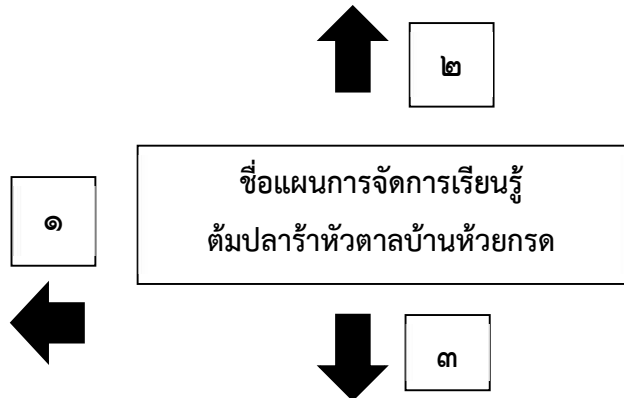 ๒
ชื่อแผนการจัดการเรียนรู้
๑
ต้มปลาร้าหัวตาลบ้านห้วยกรด
๓